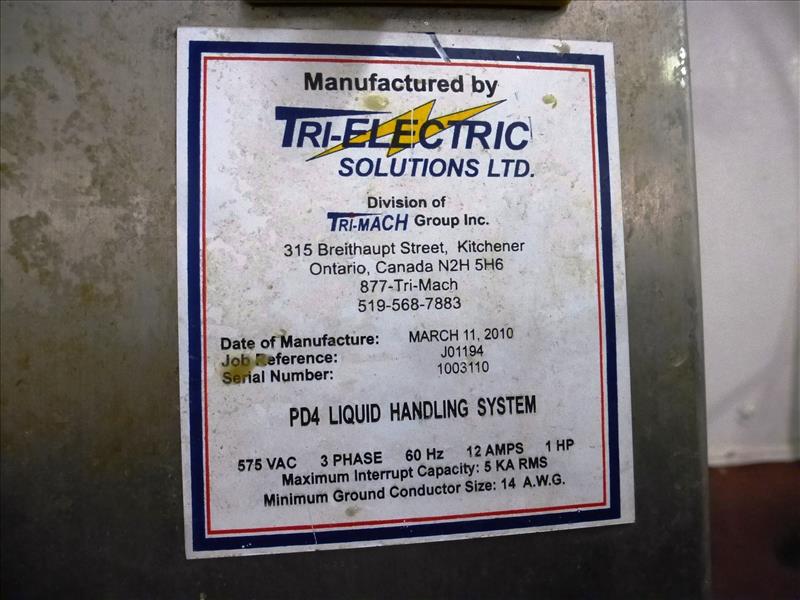 Manufactured by
TRI-ELECTRIC
SOLUTIONS LTD.
Division of
TRI-MACH Group Inc.
315 Breithaupt Street, Kitchener
Ontario, Canada N2H 5H6
877-Tri-Mach
519-568-7883
Date of Manufacture: MARCH 11, 2010
Job Reference: J01194
Serial Number: 1003110
PD4 LIQUID HANDLING SYSTEM
575 VAC 3 PHASE 60 Hz 12 AMPS 1 HP
Maximum Interrupt Capacity: 5 KA RMS
Minimum Ground Conductor Size: 14 A.W.G.